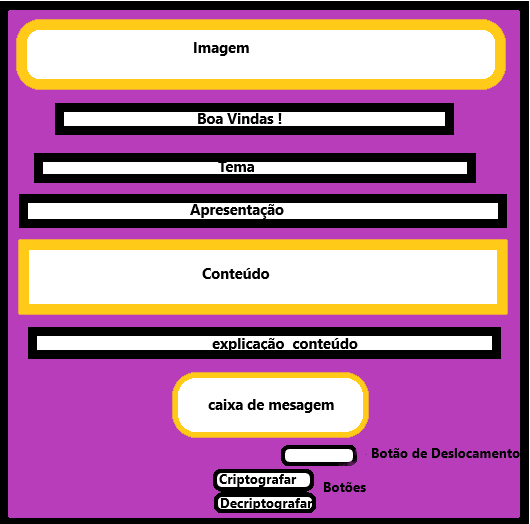 Imagem
Boa Vindas !
Tema
Apresentação
Conteúdo
explicação conteúdo
caixa de mesagem
Botão de Deslocamento
Criptografar
Botões
Decriptografar